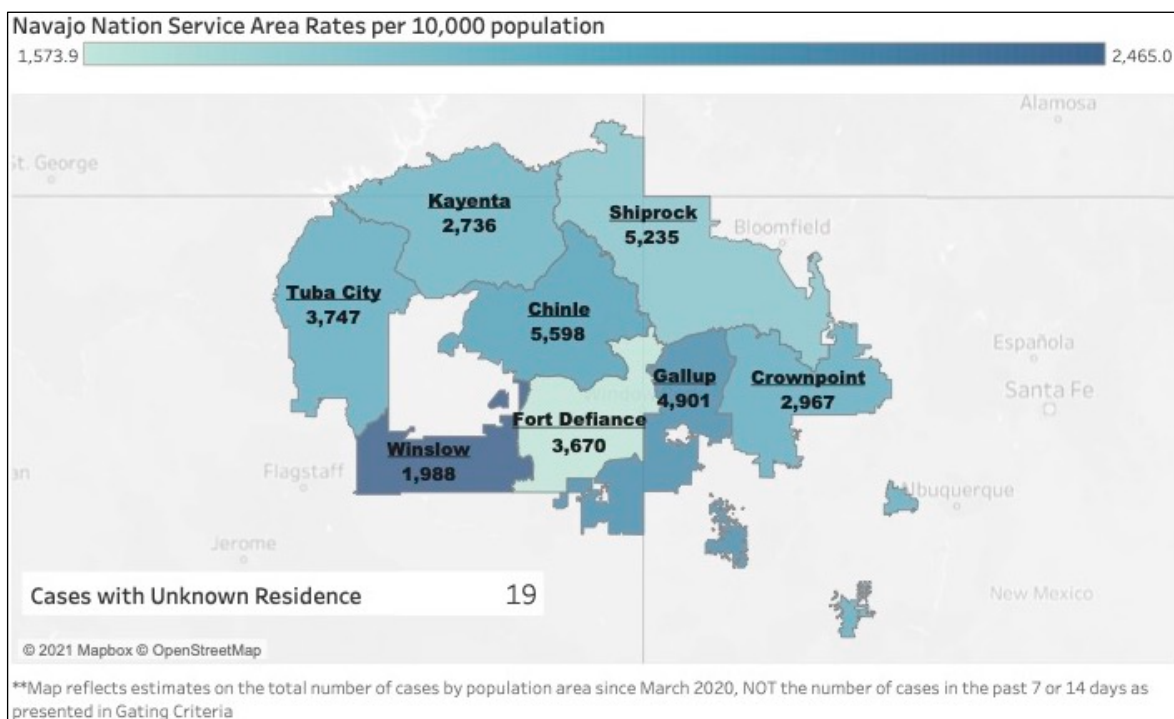 Navajo Nation Service Area Rates per 10,000 population
1,573.9
2,465.0
Alamosa
St. George
Kayenta
2,736
Shiprock
5,235
Bloomfield
Tuba City
3,747
Chinle
5,598
Española
Gallup
4,901
Crownpoint
2,967
Santa Fe
Fort Defiance
3,670
Winslow
1,988
Flagstaff
Albuquerque
Jerome
Cases with Unknown Residence 19
New Mexico
© 2021 Mapbox © OpenStreetMap
**Map reflects estimates on the total number of cases by population area since March 2020, NOT the number of cases in the past 7 or 14 days as
presented in Gating Criteria